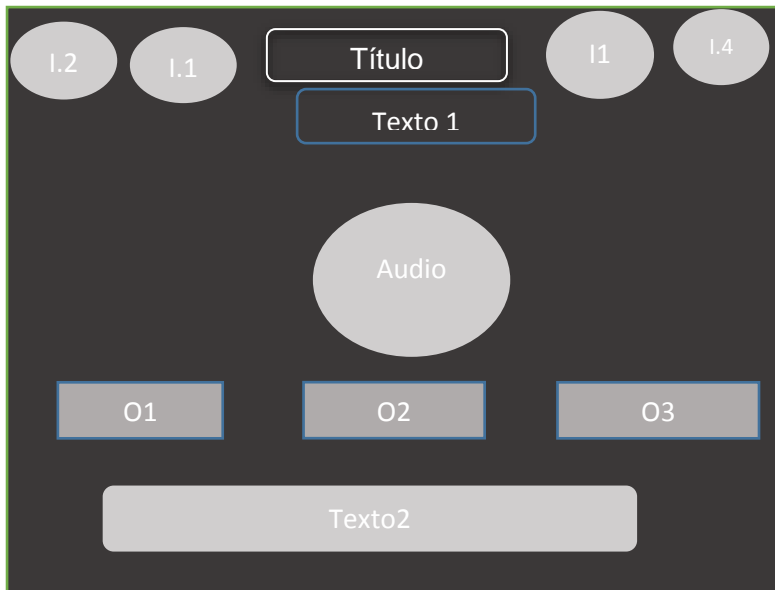 I.2
I.1
Título
I1
I.4
Texto 1
Audio
O1
O2
O3
Texto2